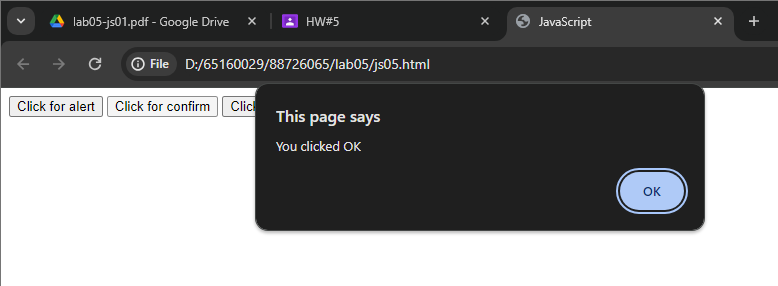 lab05-js01.pdf - Google Drive
HW#5
JavaScript
File
D:/65160029/88726065/lab05/js05.html
Click for alert
Click for confirm
This page says
You clicked OK
OK